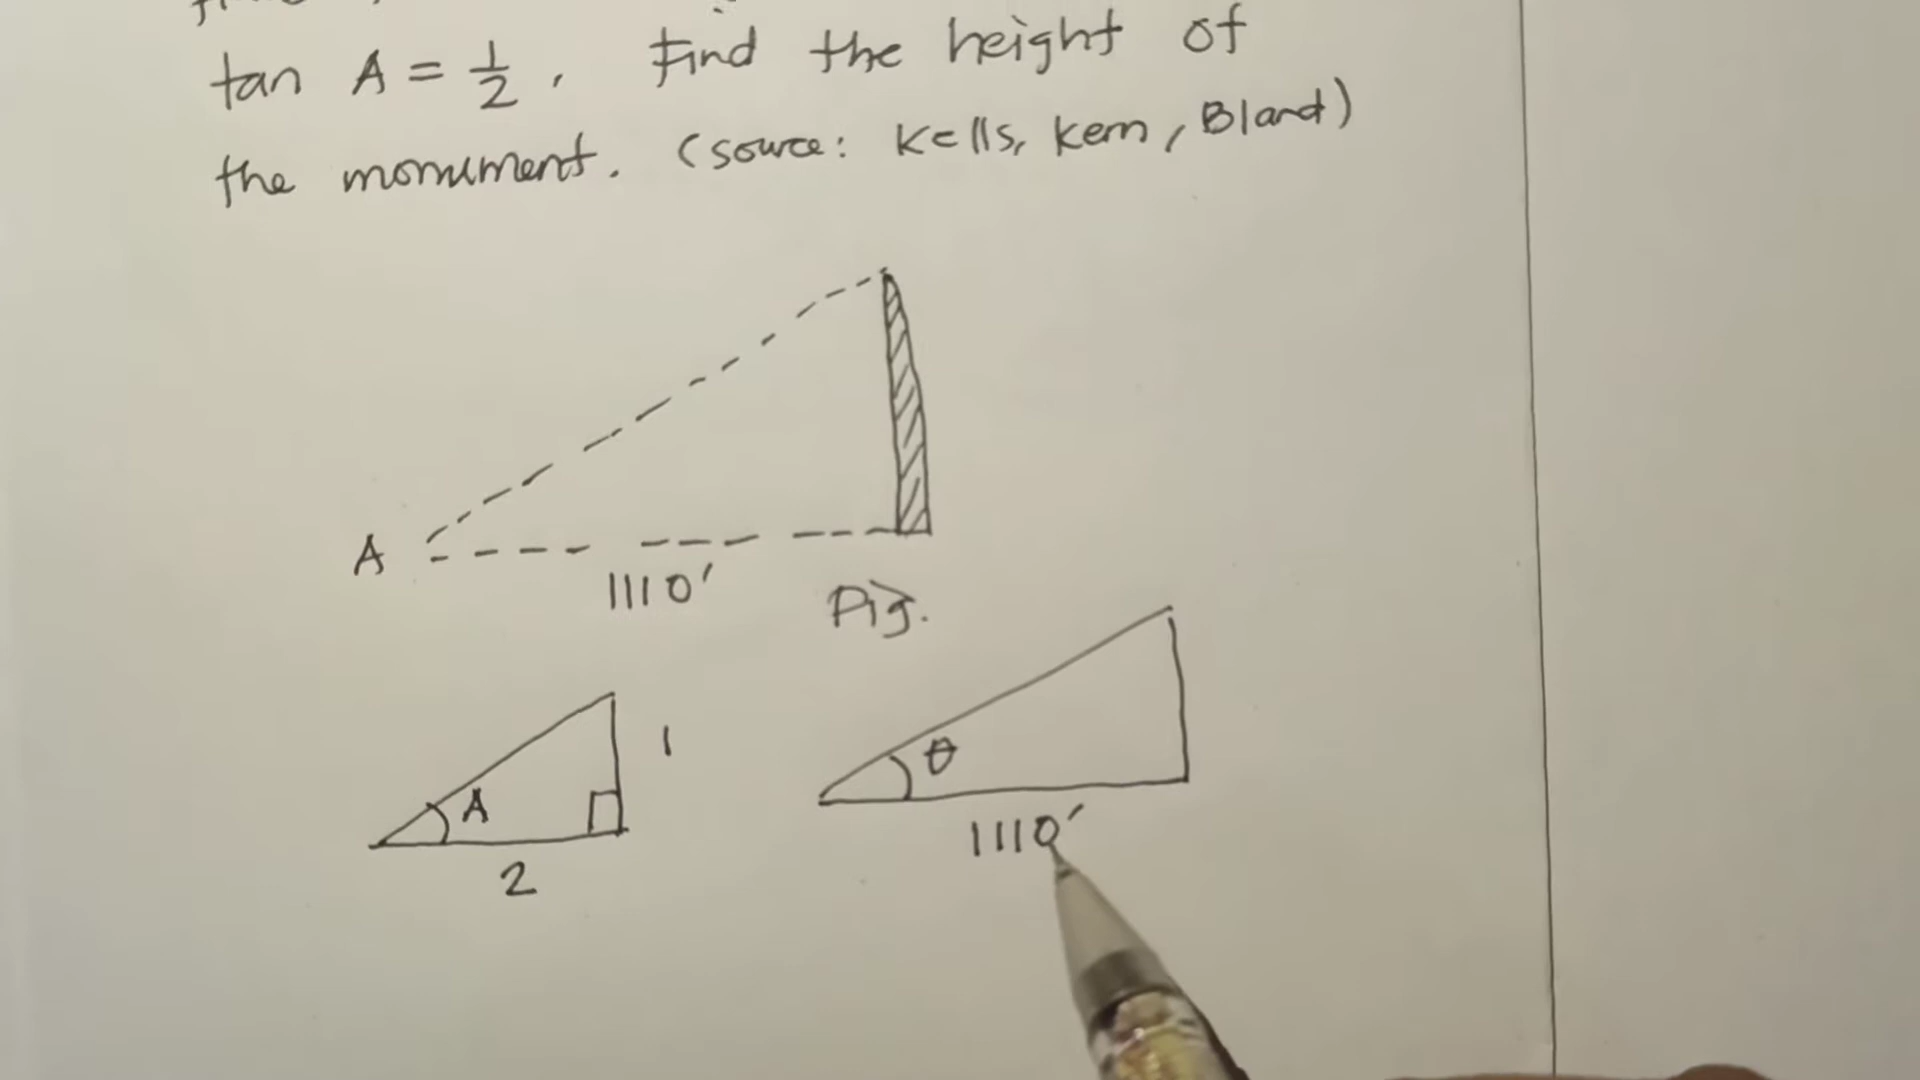 tan A = 1/2 , Find the height of
the monument. (source: Kells, Kern, Bland)
A
1110'
Fig.
A
1
2
θ
1110'